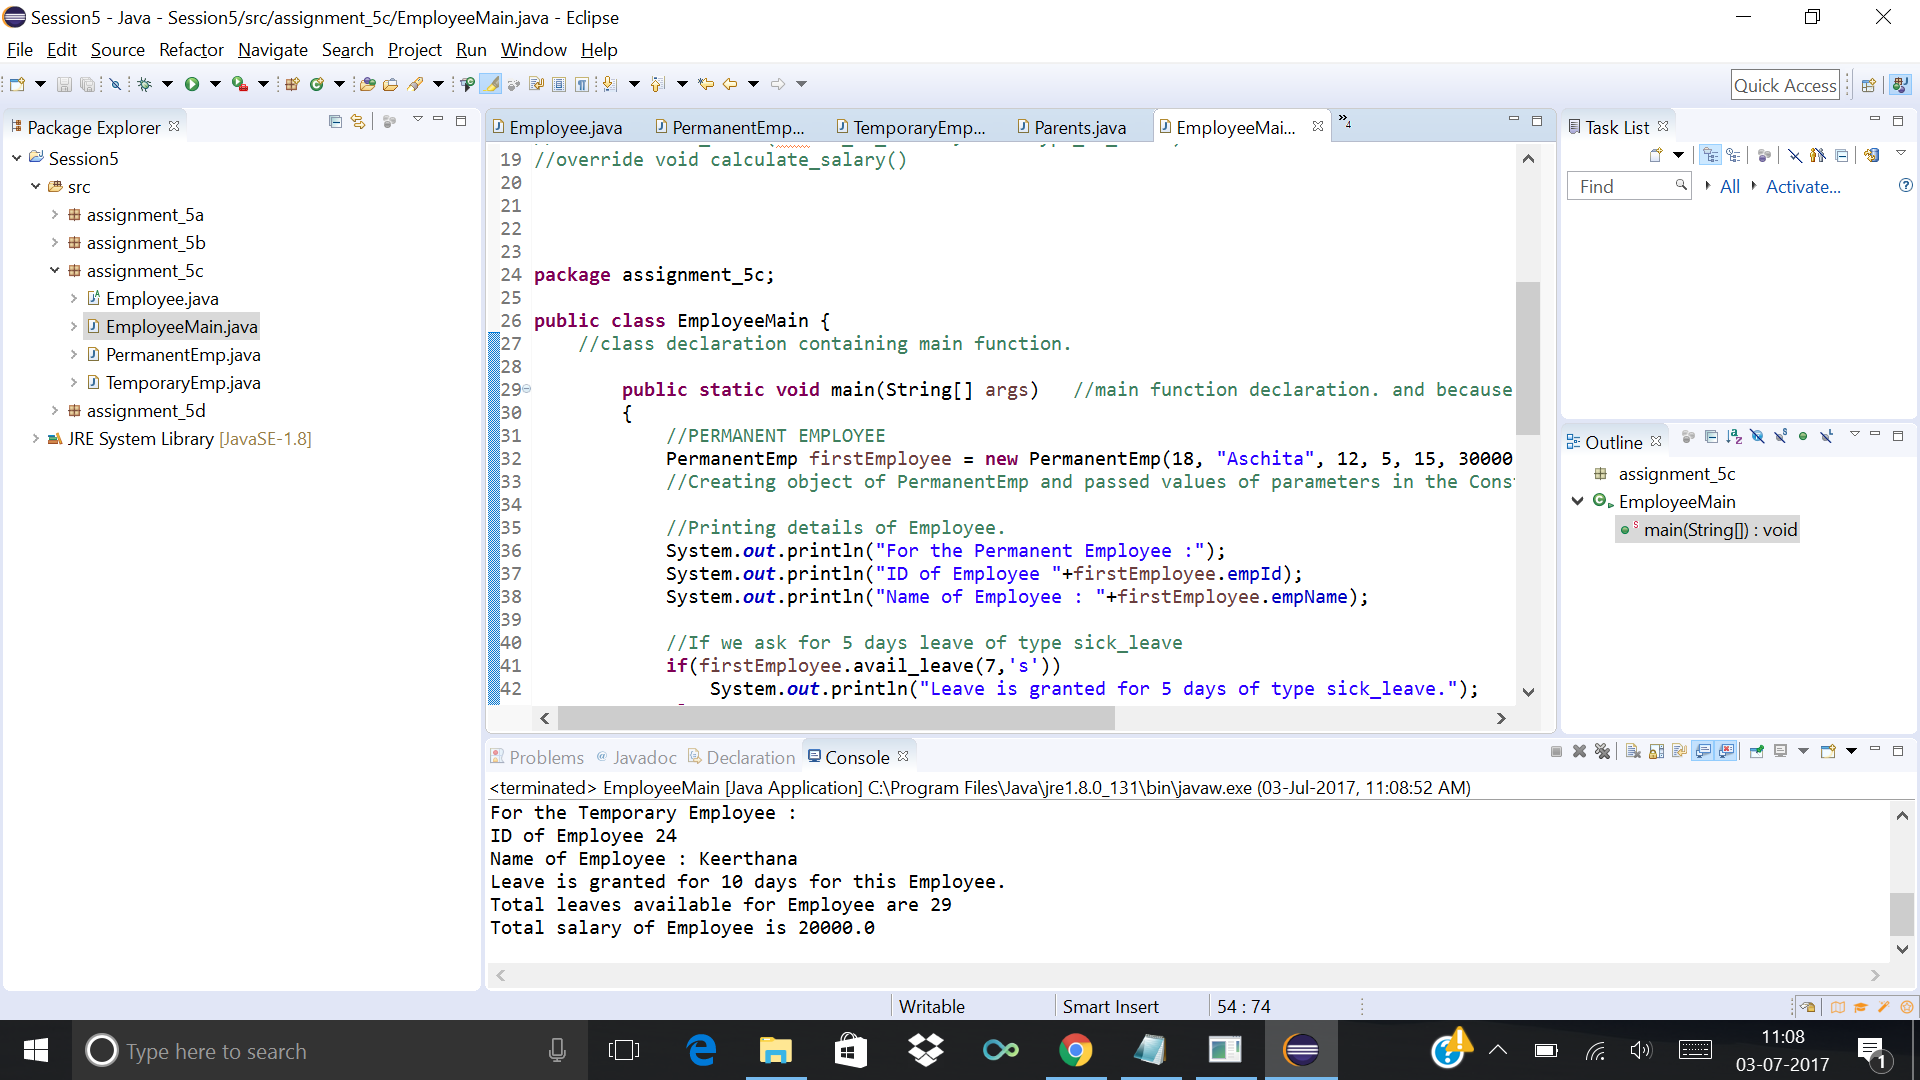 Session5 - Java - Session5/src/assignment_5c/EmployeeMain.java - Eclipse
File Edit Source Refactor Navigate Search Project Run Window Help
Quick Access
Package Explorer
Session5
src
assignment_5a
assignment_5b
assignment_5c
Employee.java
EmployeeMain.java
PermanentEmp.java
TemporaryEmp.java
assignment_5d
JRE System Library [JavaSE-1.8]
Employee.java PermanentEmp... TemporaryEmp... Parents.java EmployeeMai... »4
19 //override void calculate_salary()
20
21
22
23
24 package assignment_5c;
25
26 public class EmployeeMain {
27 //class declaration containing main function.
28
29 public static void main(String[] args) //main function declaration. and because
30 {
31 //PERMANENT EMPLOYEE
32 PermanentEmp firstEmployee = new PermanentEmp(18, "Aschita", 12, 5, 15, 30000
33 //Creating object of PermanentEmp and passed values of parameters in the Cons
34
35 //Printing details of Employee.
36 System.out.println("For the Permanent Employee :");
37 System.out.println("ID of Employee "+firstEmployee.empId);
38 System.out.println("Name of Employee : "+firstEmployee.empName);
39
40 //If we ask for 5 days leave of type sick_leave
41 if(firstEmployee.avail_leave(7,'s'))
42 System.out.println("Leave is granted for 5 days of type sick_leave.");
Task List
Find All Activate...
Outline
assignment_5c
EmployeeMain
main(String[]) : void
Problems @ Javadoc Declaration Console
<terminated> EmployeeMain [Java Application] C:\Program Files\Java\jre1.8.0_131\bin\javaw.exe (03-Jul-2017, 11:08:52 AM)
For the Temporary Employee :
ID of Employee 24
Name of Employee : Keerthana
Leave is granted for 10 days for this Employee.
Total leaves available for Employee are 29
Total salary of Employee is 20000.0
Writable Smart Insert 54 : 74
Type here to search
11:08
03-07-2017
1